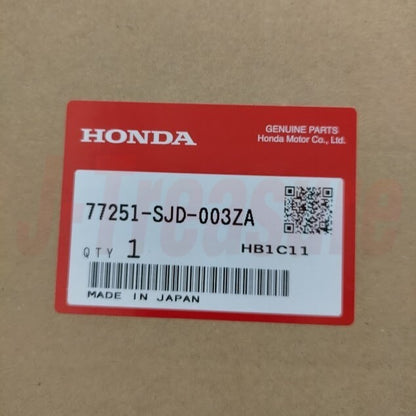 HONDA
GENUINE PARTS
Honda Motor Co., Ltd.
77251-SJD-003ZA
QTY 1
HB1C11
MADE IN JAPAN